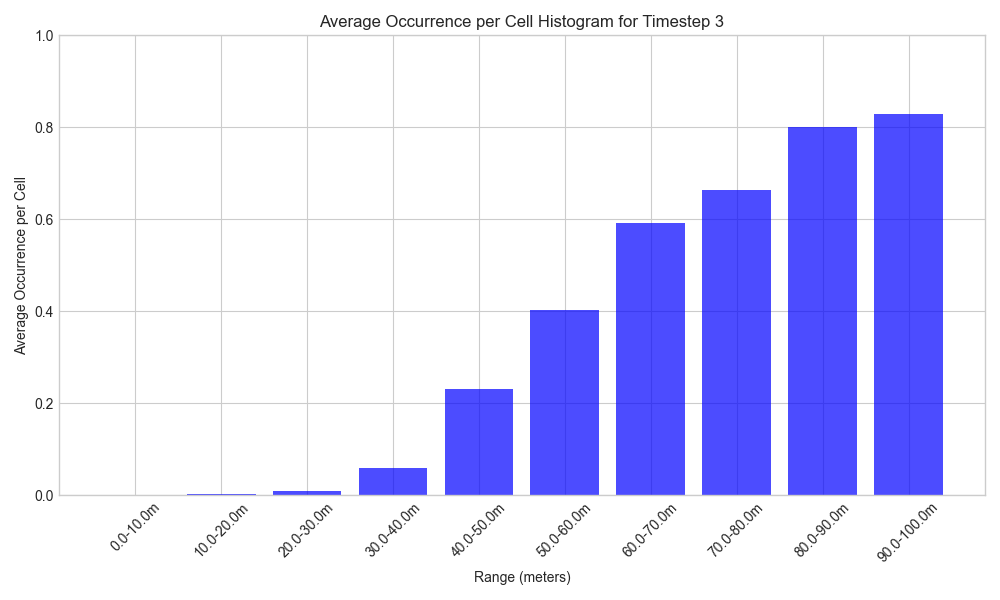 Average Occurrence per Cell Histogram for Timestep 3
1.0
0.8
0.6
0.4
0.2
0.0
Average Occurrence per Cell
0.0-10.0m
10.0-20.0m
20.0-30.0m
30.0-40.0m
40.0-50.0m
50.0-60.0m
60.0-70.0m
70.0-80.0m
80.0-90.0m
90.0-100.0m
Range (meters)